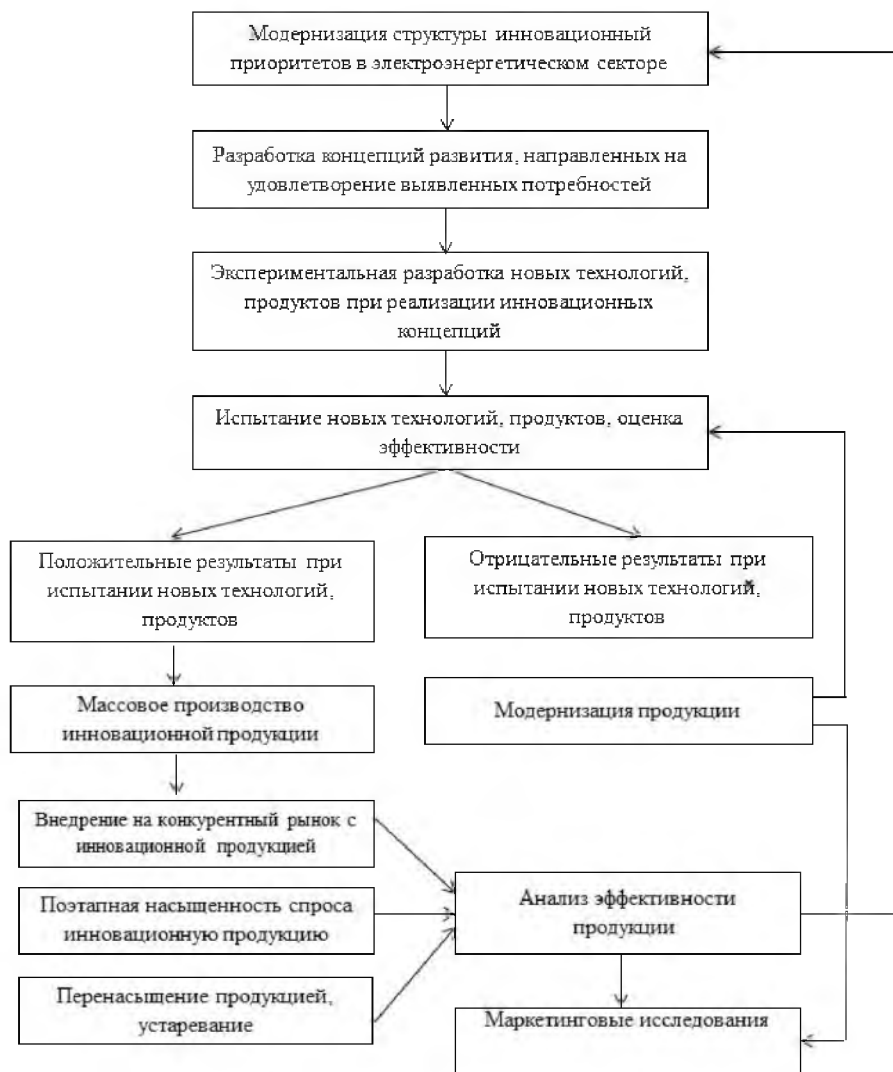 Модернизация структуры инновационный
приоритетов в электроэнергетическом секторе
Разработка концепций развития, направленных на
удовлетворение выявленных потребностей
Экспериментальная разработка новых технологий,
продуктов при реализации инновационных
концепций
Испытание новых технологий, продуктов, оценка
эффективности
Положительные результаты при
испытании новых технологий,
продуктов
Отрицательные результаты при
испытании новых технологий,
продуктов
Массовое производство
инновационной продукции
Модернизация продукции
Внедрение на конкурентный рынок с
инновационной продукцией
Поэтапная насыщенность спроса
инновационную продукцию
Анализ эффективности
продукции
Перенасыщение продукцией,
устаревание
Маркетинговые исследования